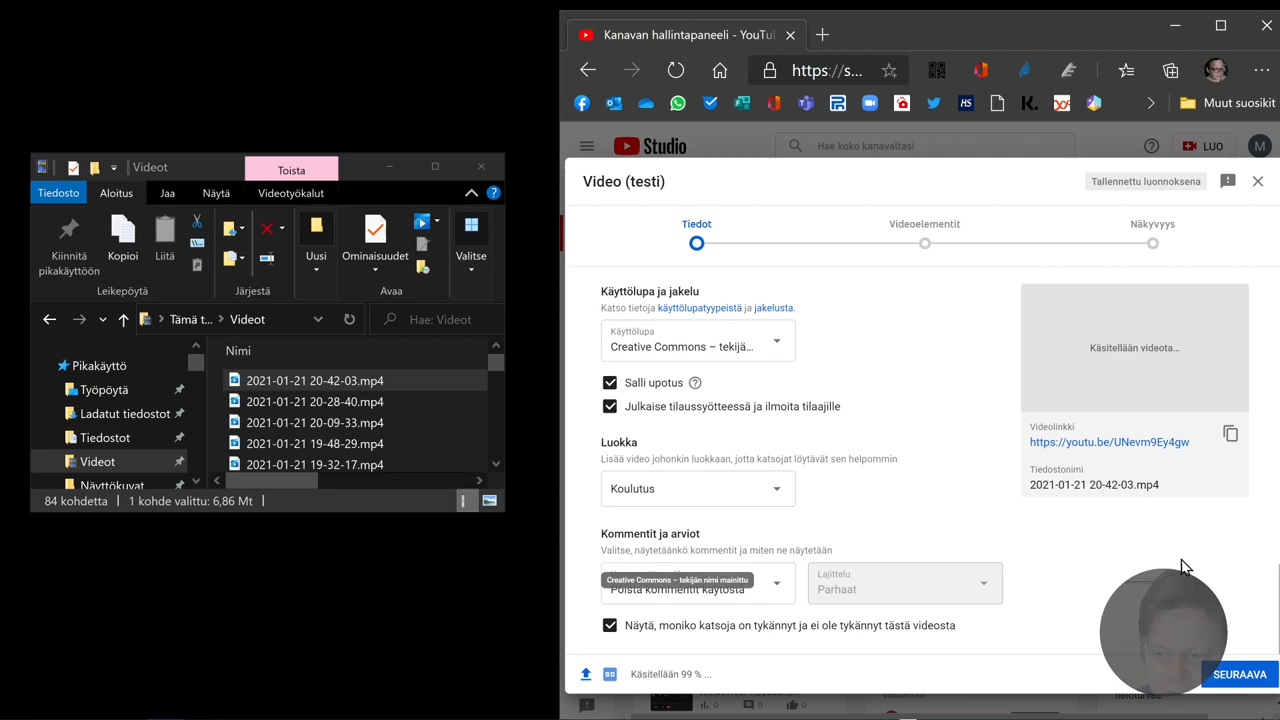 Videot
Toista
Tiedosto
Aloitus
Jaa
Näytä
Videotyökalut
Kiinnitä
pikakäyttöön
Kopioi
Liitä
Uusi
Ominaisuudet
Valitse
Leikepöytä
Järjestä
Avaa
Tämä t...
Videot
Hae: Videot
Pikakäyttö
Työpöytä
Ladatut tiedostot
Tiedostot
Videot
Näyttökuvat
Nimi
2021-01-21 20-42-03.mp4
2021-01-21 20-28-40.mp4
2021-01-21 20-09-33.mp4
2021-01-21 19-48-29.mp4
2021-01-21 19-32-17.mp4
84 kohdetta
1 kohde valittu: 6,86 Mt
Kanavan hallintapaneeli - YouTu
https://s...
HS
K.
Muut suosikit
Studio
Hae koko kanavaltasi
LUO
M
Video (testi)
Tallennettu luonnoksena
Tiedot
Videoelementit
Näkyvyys
Käyttölupa ja jakelu
Katso tietoja käyttölupatyypeistä ja jakelusta.
Käyttölupa
Creative Commons – tekijä...
Salli upotus
Julkaise tilaussyötteessä ja ilmoita tilaajille
Luokka
Lisää video johonkin luokkaan, jotta katsojat löytävät sen helpommin
Koulutus
Kommentit ja arviot
Valitse, näytetäänkö kommentit ja miten ne näytetään
Creative Commons – tekijän nimi mainittu
Poista kommentit käytöstä
Lajittelu
Parhaat
Näytä, moniko katsoja on tykännyt ja ei ole tykännyt tästä videosta
Käsitellään videota...
Videolinkki
https://youtu.be/UNevm9Ey4gw
Tiedostonimi
2021-01-21 20-42-03.mp4
SD
Käsitellään 99 % ...
SEURAAVA
0
0
0